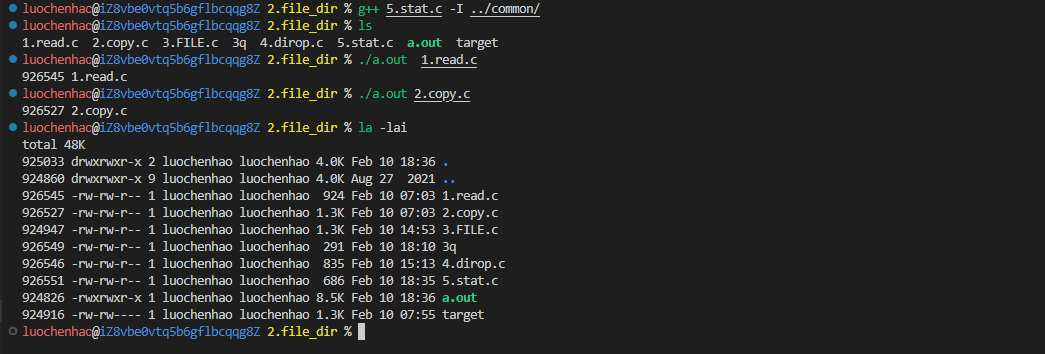 luochenhao@iZ8vbe0vtq5b6gflbcqqg8Z 2.file_dir % g++ 5.stat.c -I ../common/
luochenhao@iZ8vbe0vtq5b6gflbcqqg8Z 2.file_dir % ls
1.read.c  2.copy.c  3.FILE.c  3q  4.dirop.c  5.stat.c  a.out  target
luochenhao@iZ8vbe0vtq5b6gflbcqqg8Z 2.file_dir % ./a.out  1.read.c
926545 1.read.c
luochenhao@iZ8vbe0vtq5b6gflbcqqg8Z 2.file_dir % ./a.out 2.copy.c
926527 2.copy.c
luochenhao@iZ8vbe0vtq5b6gflbcqqg8Z 2.file_dir % la -lai
total 48K
925033 drwxrwxr-x 2 luochenhao luochenhao 4.0K Feb 10 18:36 .
924860 drwxrwxr-x 9 luochenhao luochenhao 4.0K Aug 27  2021 ..
926545 -rw-rw-r-- 1 luochenhao luochenhao  924 Feb 10 07:03 1.read.c
926527 -rw-rw-r-- 1 luochenhao luochenhao 1.3K Feb 10 07:03 2.copy.c
924947 -rw-rw-r-- 1 luochenhao luochenhao 1.3K Feb 10 14:53 3.FILE.c
926549 -rw-rw-r-- 1 luochenhao luochenhao  291 Feb 10 18:10 3q
926546 -rw-rw-r-- 1 luochenhao luochenhao  835 Feb 10 15:13 4.dirop.c
926551 -rw-rw-r-- 1 luochenhao luochenhao  686 Feb 10 18:35 5.stat.c
924826 -rwxrwxr-x 1 luochenhao luochenhao 8.5K Feb 10 18:36 a.out
924916 -rw-rw---- 1 luochenhao luochenhao 1.3K Feb 10 07:55 target
luochenhao@iZ8vbe0vtq5b6gflbcqqg8Z 2.file_dir %